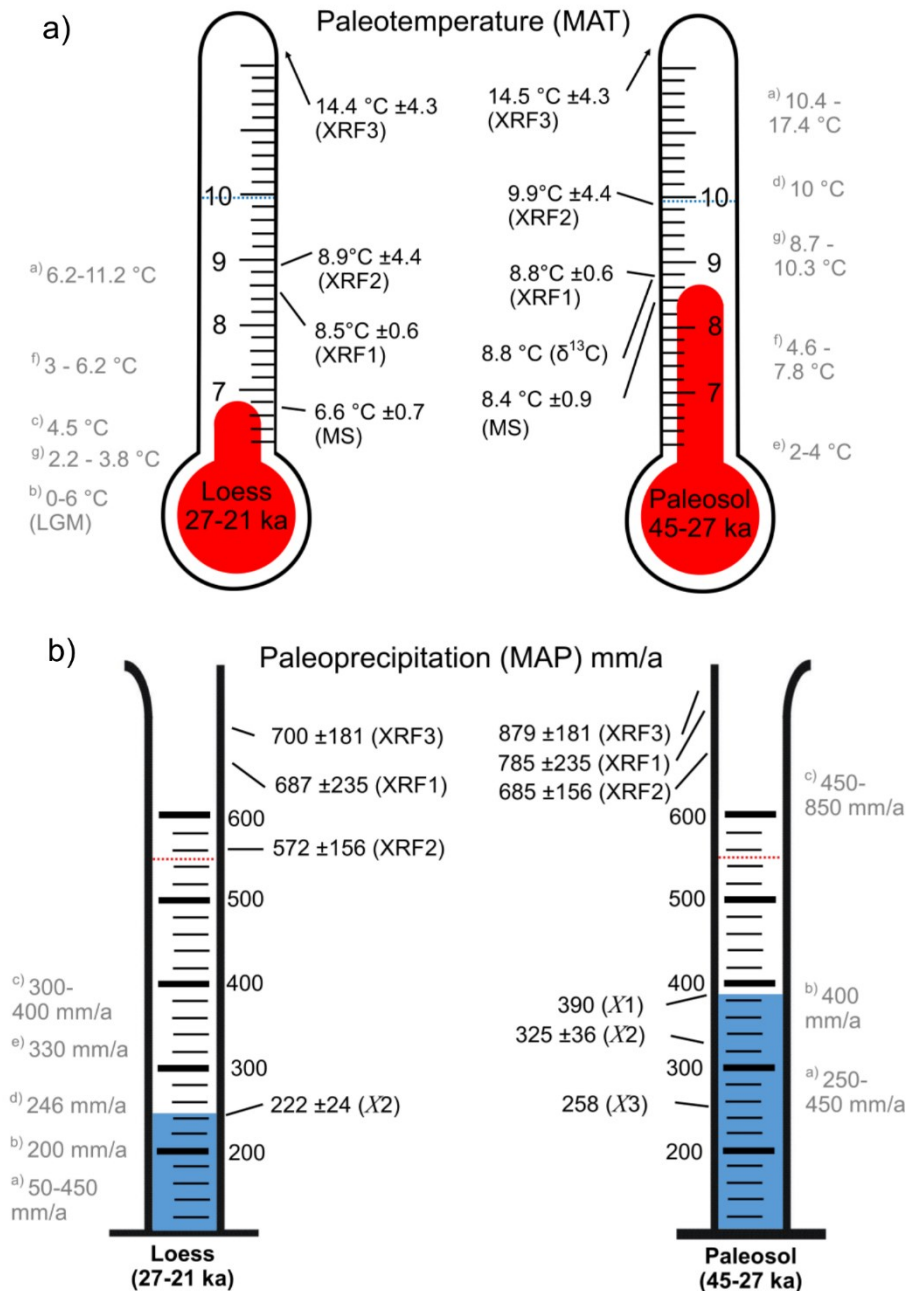 a)
Paleotemperature (MAT)
14.4 °C ±4.3
(XRF3)
10
9
8
7
8.9°C ±4.4
(XRF2)
8.5°C ±0.6
(XRF1)
6.6 °C ±0.7
(MS)
a) 6.2-11.2 °C
f) 3 - 6.2 °C
c) 4.5 °C
g) 2.2 - 3.8 °C
b) 0-6 °C
(LGM)
Loess
27-21 ka
14.5 °C ±4.3
(XRF3)
9.9°C ±4.4
(XRF2)
8.8°C ±0.6
(XRF1)
8.8 °C (δ¹³C)
8.4 °C ±0.9
(MS)
10
9
8
7
a) 10.4 -
17.4 °C
d) 10 °C
g) 8.7 -
10.3 °C
f) 4.6 -
7.8 °C
e) 2-4 °C
Paleosol
45-27 ka
b)
Paleoprecipitation (MAP) mm/a
700 ±181 (XRF3)
687 ±235 (XRF1)
572 ±156 (XRF2)
222 ±24 (X2)
600
500
400
300
200
c) 300-
400 mm/a
e) 330 mm/a
d) 246 mm/a
b) 200 mm/a
a) 50-450
mm/a
Loess
(27-21 ka)
879 ±181 (XRF3)
785 ±235 (XRF1)
685 ±156 (XRF2)
390 (X1)
325 ±36 (X2)
258 (X3)
600
500
400
300
200
c) 450-
850 mm/a
b) 400
mm/a
a) 250-
450 mm/a
Paleosol
(45-27 ka)